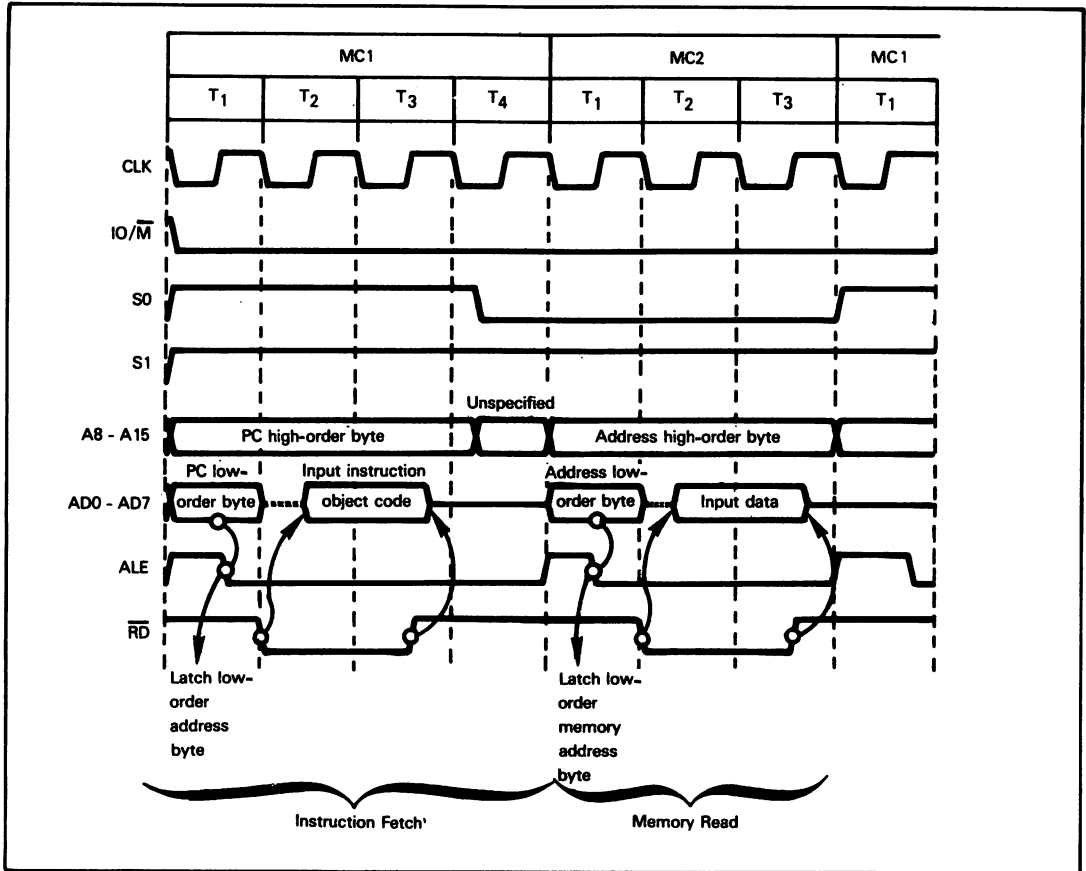 MC1 MC2 MC1
T1 T2 T3 T4 T1 T2 T3 T1
CLK
IO/M̅
S0
S1
Unspecified
A8 - A15 PC high-order byte Address high-order byte
PC low- Input instruction Address low-
AD0 - AD7 order byte object code order byte Input data
ALE
R̅D̅
Latch low-
order
address
byte
Latch low-
order
memory
address
byte
Instruction Fetch' Memory Read